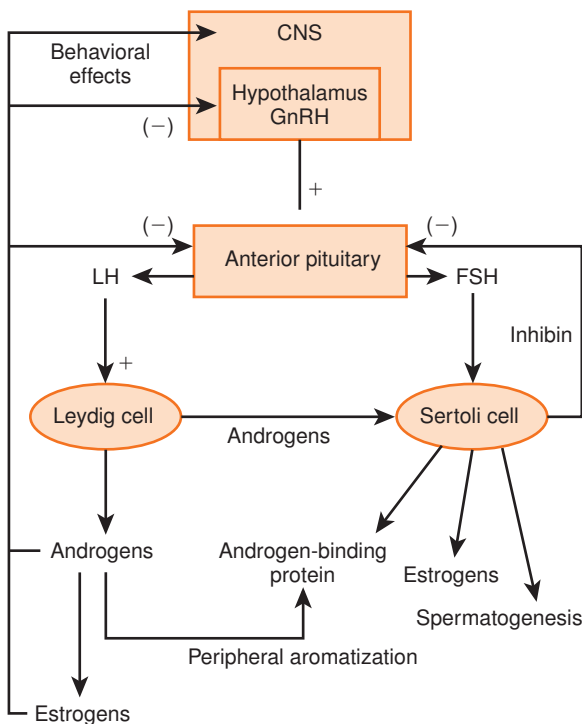 CNS
Behavioral
effects
Hypothalamus
GnRH
(−)
+
(−)
(−)
Anterior pituitary
LH
FSH
Inhibin
+
Leydig cell
Sertoli cell
Androgens
Androgens
Androgen-binding
protein
Estrogens
Spermatogenesis
Peripheral aromatization
Estrogens